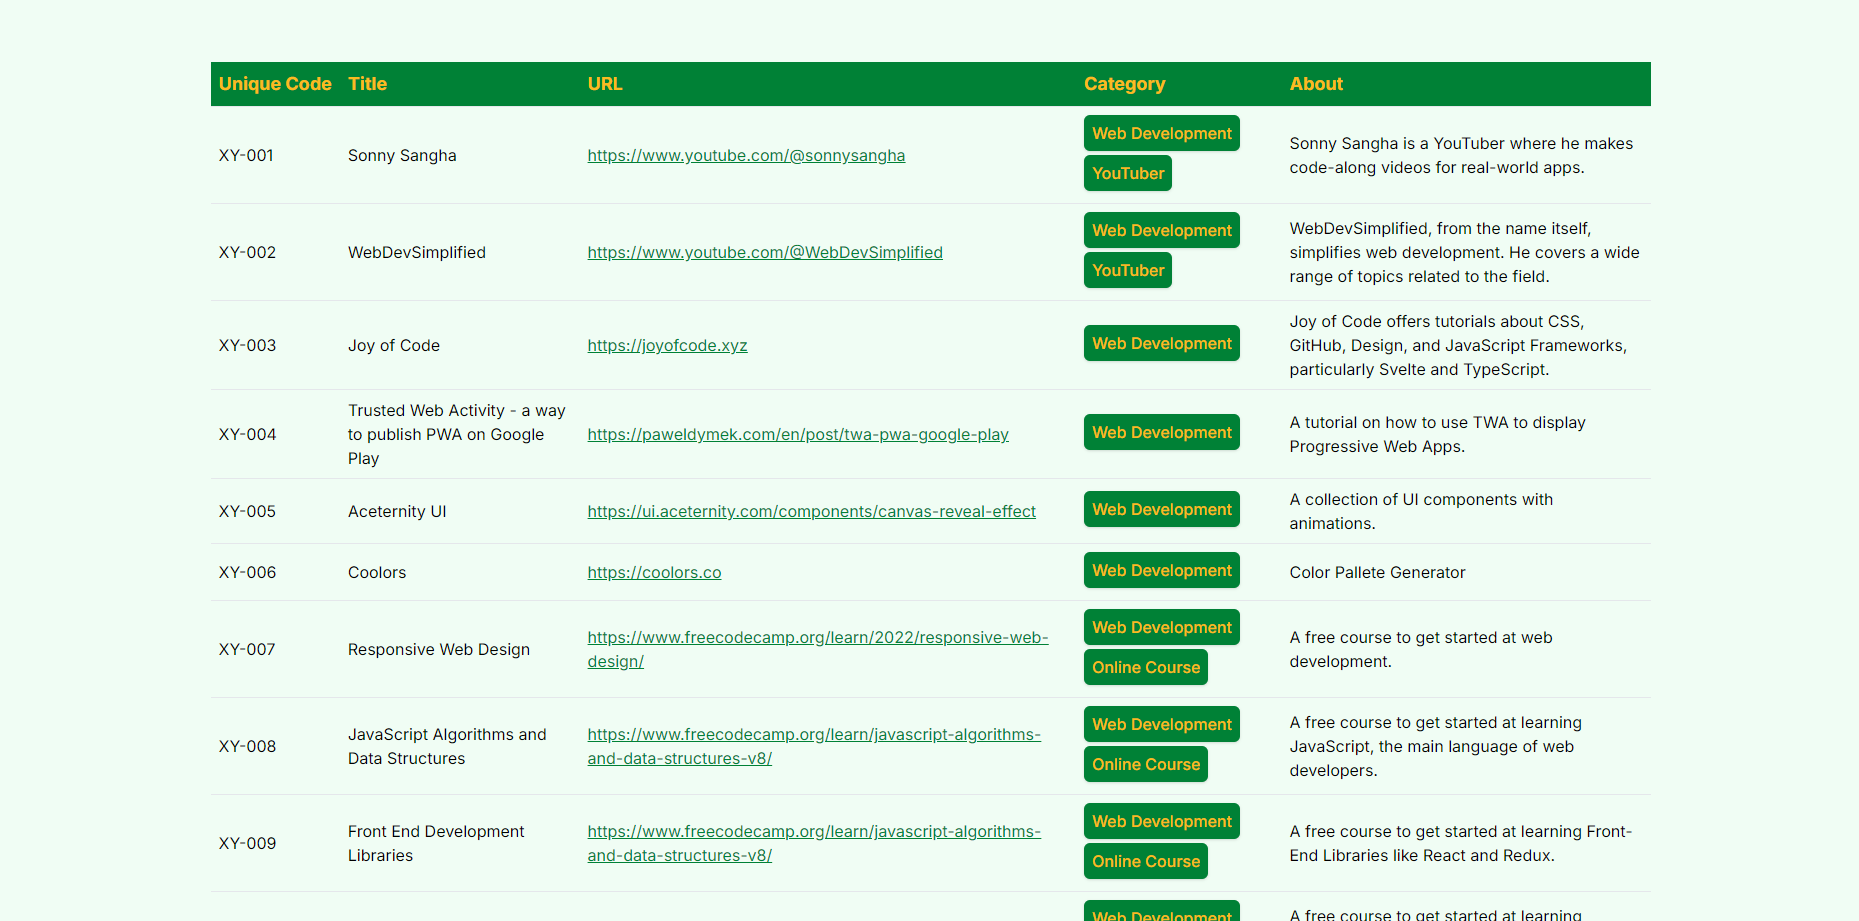 Unique Code Title URL Category About
XY-001 Sonny Sangha https://www.youtube.com/@sonnysangha Web Development
YouTuber
Sonny Sangha is a YouTuber where he makes
code-along videos for real-world apps.
XY-002 WebDevSimplified https://www.youtube.com/@WebDevSimplified Web Development
YouTuber
WebDevSimplified, from the name itself,
simplifies web development. He covers a wide
range of topics related to the field.
XY-003 Joy of Code https://joyofcode.xyz Web Development
Joy of Code offers tutorials about CSS,
GitHub, Design, and JavaScript Frameworks,
particularly Svelte and TypeScript.
XY-004
Trusted Web Activity - a way
to publish PWA on Google
Play
https://paweldymek.com/en/post/twa-pwa-google-play Web Development
A tutorial on how to use TWA to display
Progressive Web Apps.
XY-005 Aceternity UI https://ui.aceternity.com/components/canvas-reveal-effect Web Development
A collection of UI components with
animations.
XY-006 Coolors https://coolors.co Web Development Color Pallete Generator
XY-007 Responsive Web Design
https://www.freecodecamp.org/learn/2022/responsive-web-
design/
Web Development
Online Course
A free course to get started at web
development.
XY-008
JavaScript Algorithms and
Data Structures
https://www.freecodecamp.org/learn/javascript-algorithms-
and-data-structures-v8/
Web Development
Online Course
A free course to get started at learning
JavaScript, the main language of web
developers.
XY-009
Front End Development
Libraries
https://www.freecodecamp.org/learn/javascript-algorithms-
and-data-structures-v8/
Web Development
Online Course
A free course to get started at learning Front-
End Libraries like React and Redux.
Web Development
A free course to get started at learning